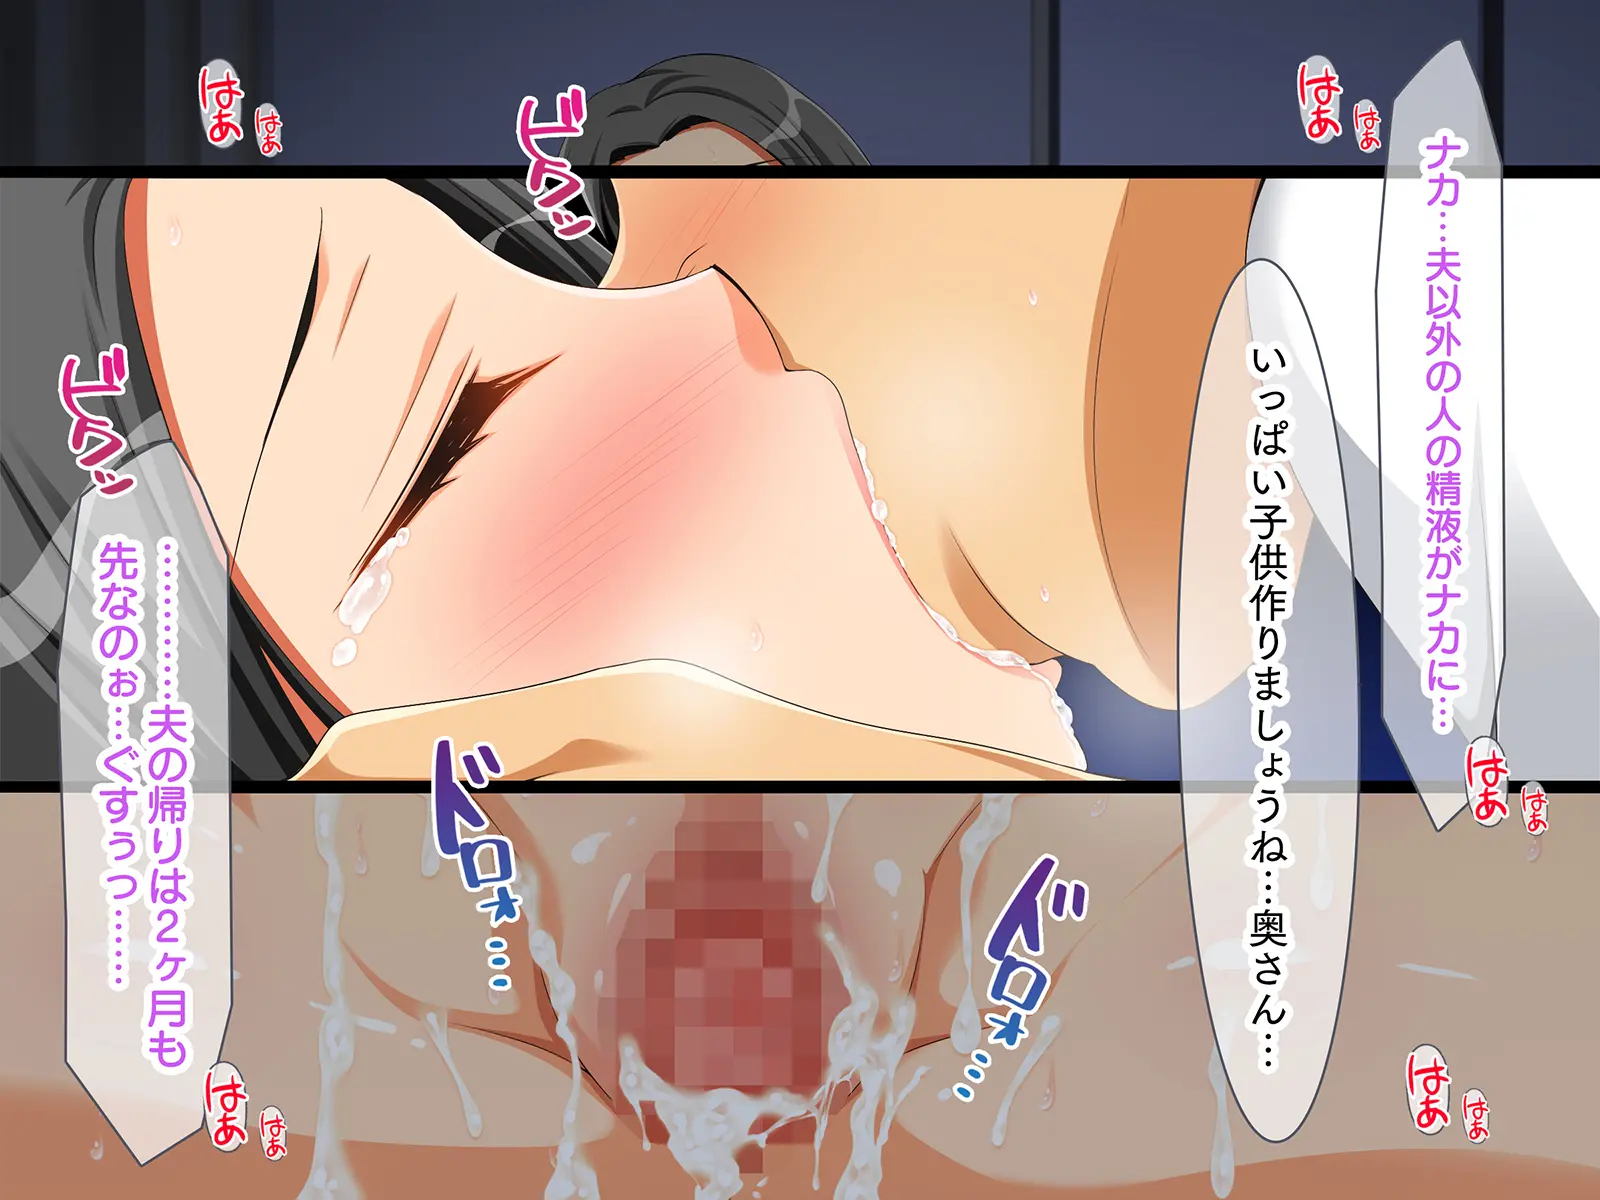 はぁ
はぁ
ビクッ
はぁ
はぁ
ナカ…夫以外の人の精液がナカに…
いっぱい子供作りましょうね…奥さん…
ビクンッ
……………夫の帰りは2ヶ月も
先なのぉ…ぐすぅっ………
ドロォ…
ドロォ…
はぁ
はぁ
はぁ
はぁ
はぁ
はぁ